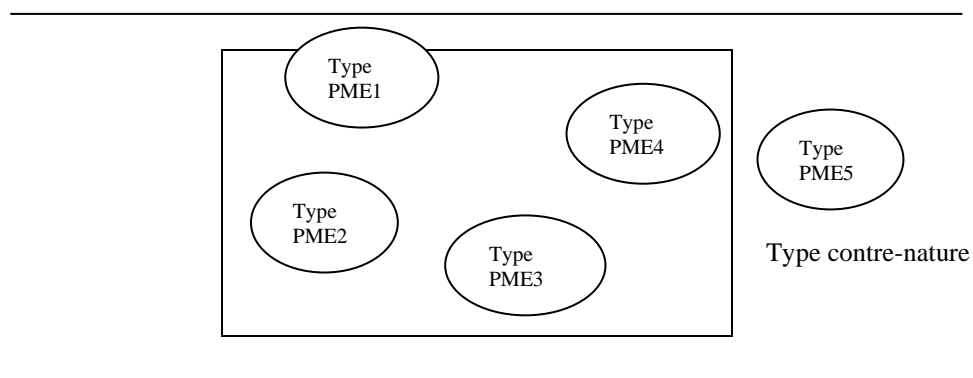 Type
PME1
Type
PME4
Type
PME5
Type
PME2
Type
PME3
Type contre-nature